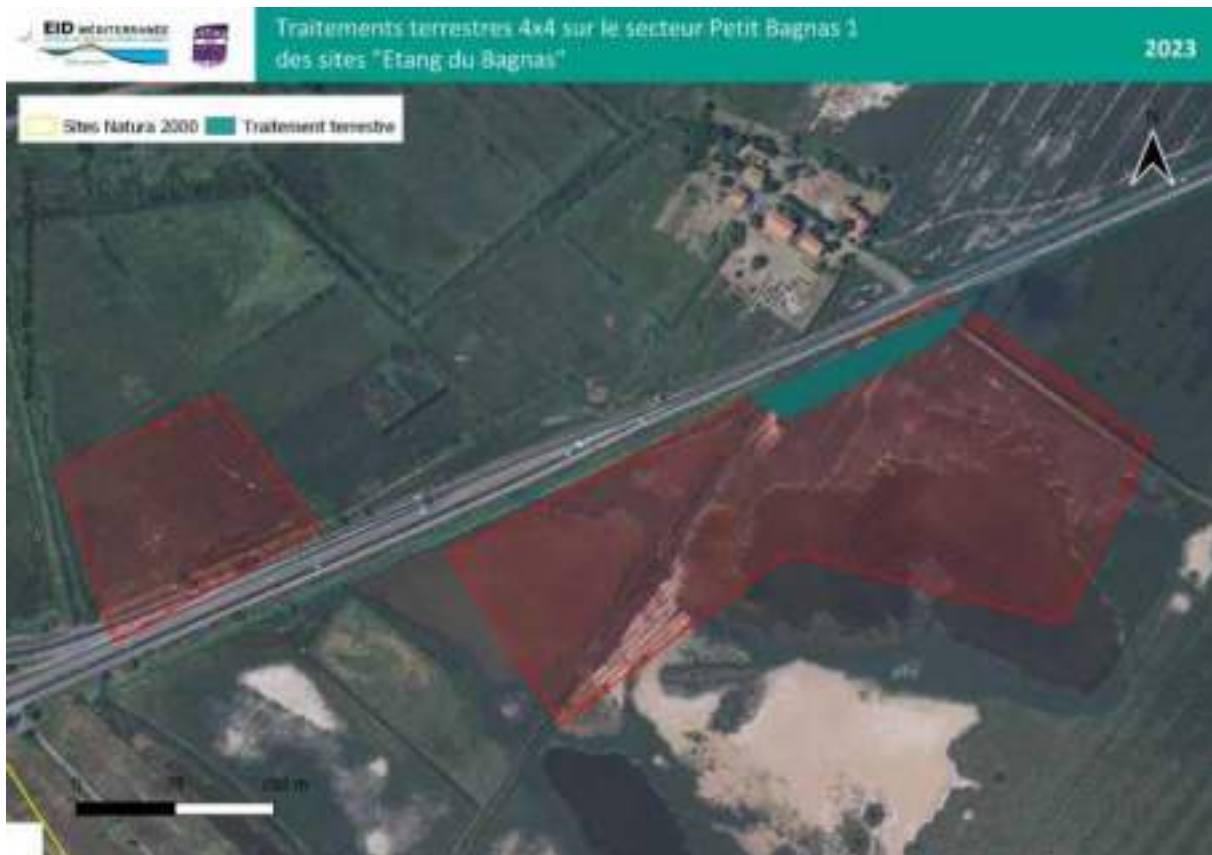 EID MÉDITERRANÉE
Traitements terrestres 4x4 sur le secteur Petit Bagnas 1
des sites "Etang du Bagnas"
2023
Sites Natura 2000
Traitement terrestre
N
0
m